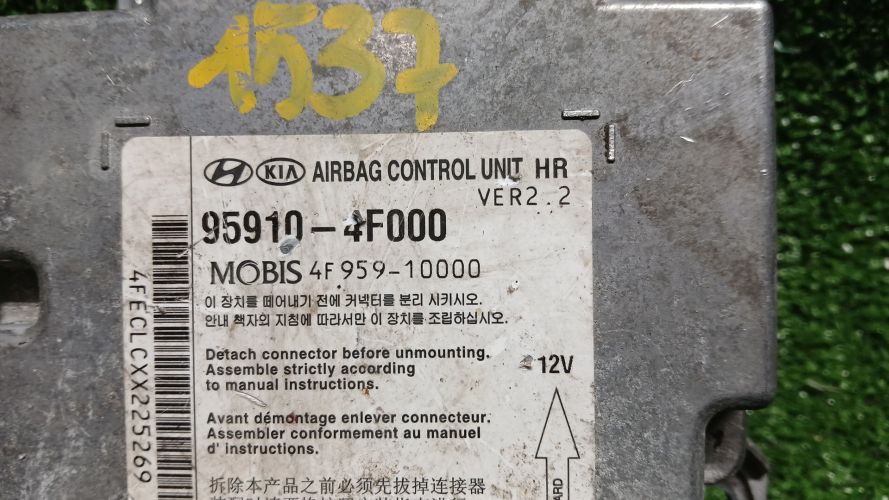 1537
HYUNDAI KIA AIRBAG CONTROL UNIT HR
VER2.2
95910-4F000
MOBIS 4F959-10000
이 장치를 떼어내기 전에 커넥터를 분리 시키시오.
안내 책자의 지침에 따라서만 이 장치를 조립하십시오.
Detach connector before unmounting.
Assemble strictly according
to manual instructions.
12V
Avant démontage enlever connecteur.
Assembler conformement au manuel
d' instructions.
拆除本产品之前必须先拔掉连接器
ARD
4FECLCXX225269